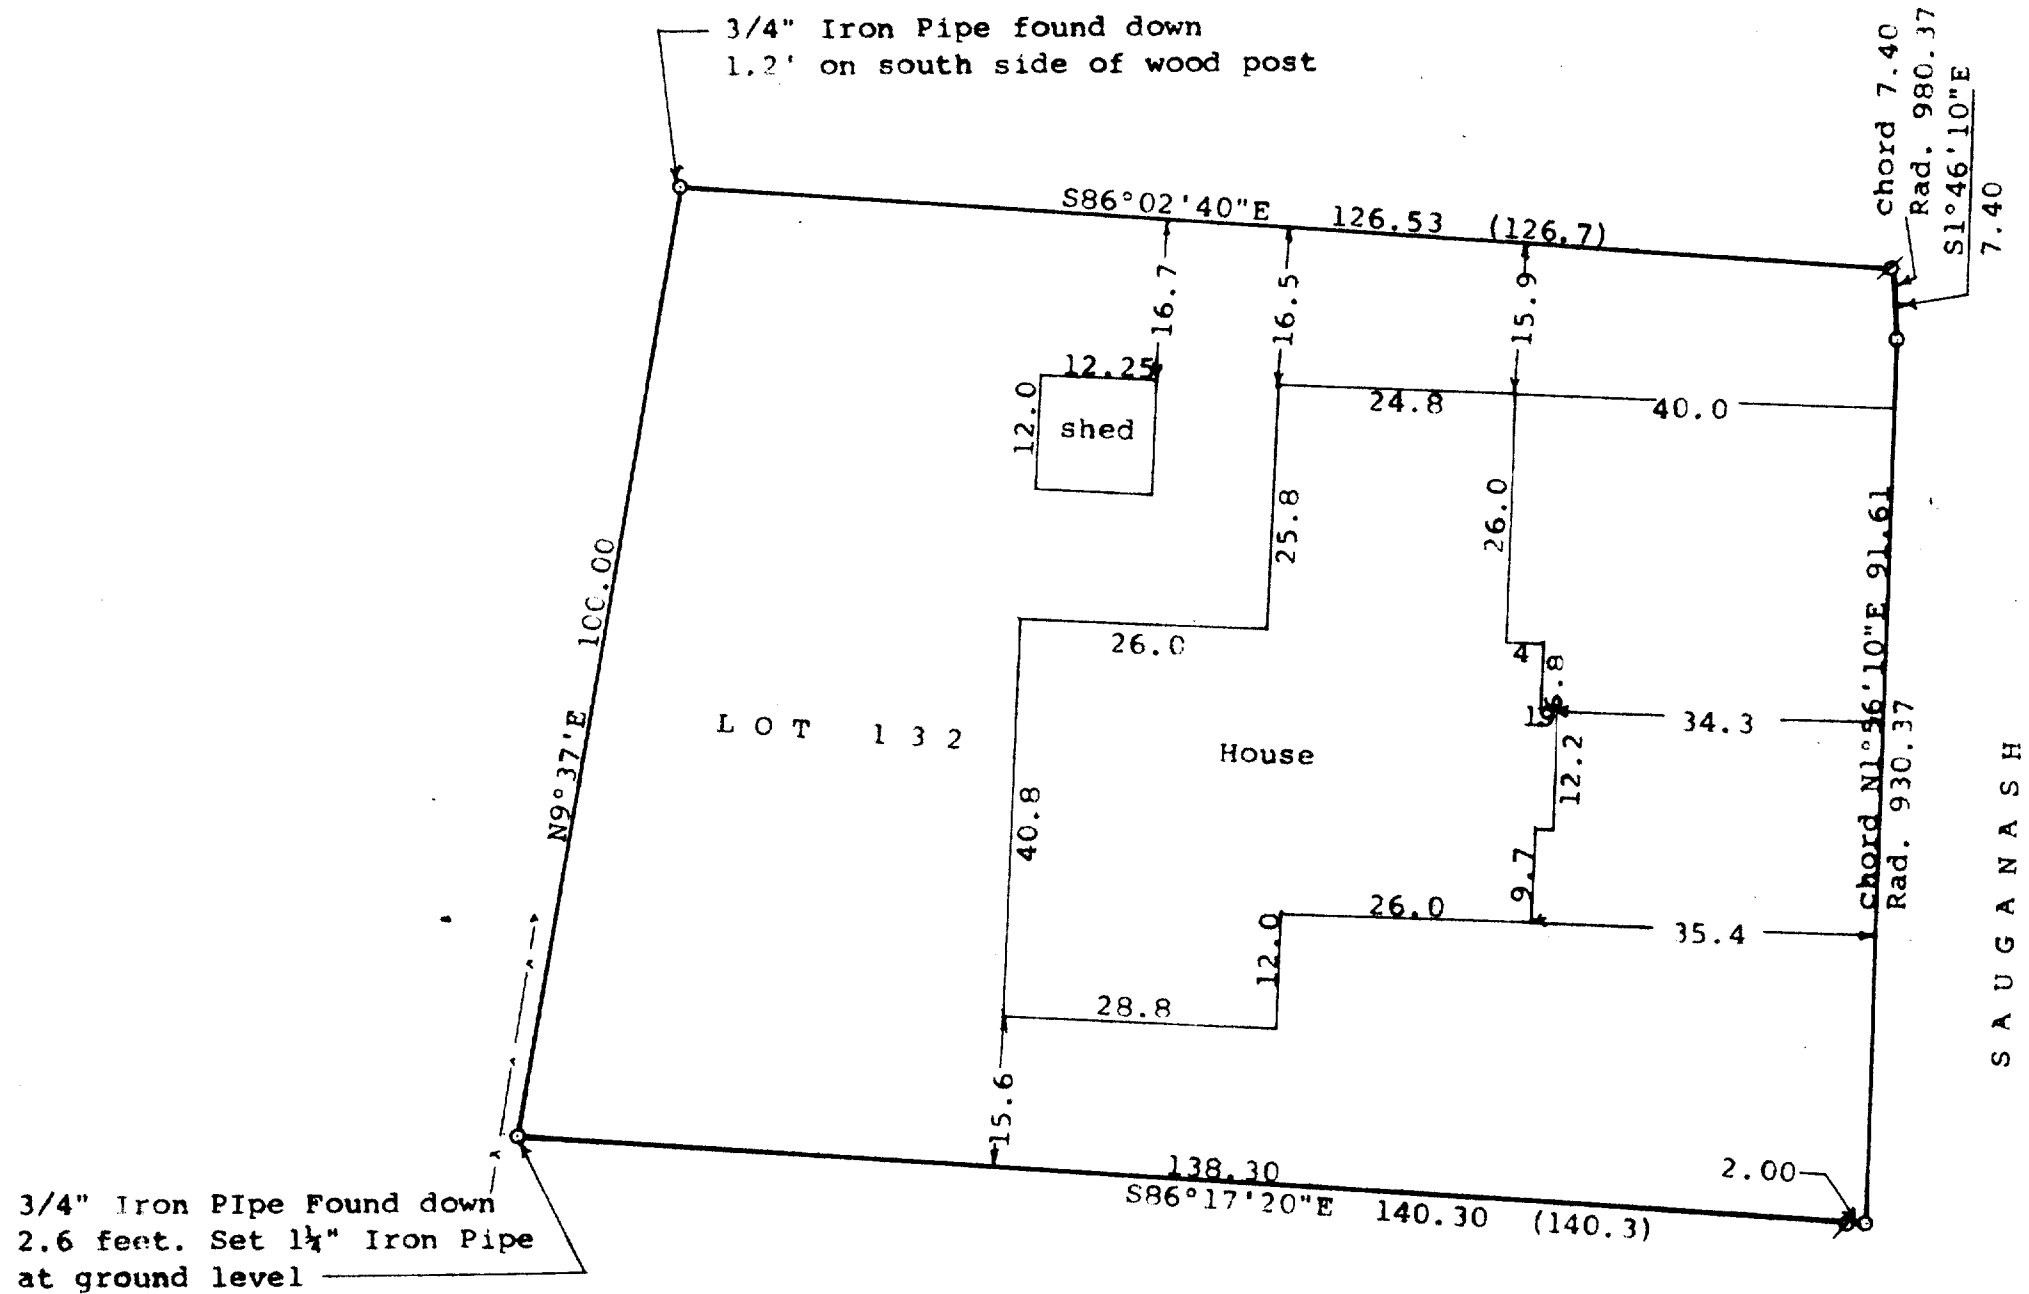 3/4" Iron Pipe found down
1.2' on south side of wood post
chord 7.40
Rad. 980.37
S1°46'10"E
7.40
S86°02'40"E 126.53 (126.7)
16.7
16.5
15.9
12.25
12.0
shed
24.8
40.0
25.8
26.0
26.0
4
N9°37'E 100.00
LOT 132
House
34.3
12.2
40.8
9.7
chord N1°56'10"E 91.61
Rad. 930.37
SAUGANASH
26.0
35.4
12.0
28.8
15.6
138.30
S86°17'20"E 140.30 (140.3)
2.00
3/4" Iron PIpe Found down
2.6 feet. Set 1¼" Iron Pipe
at ground level